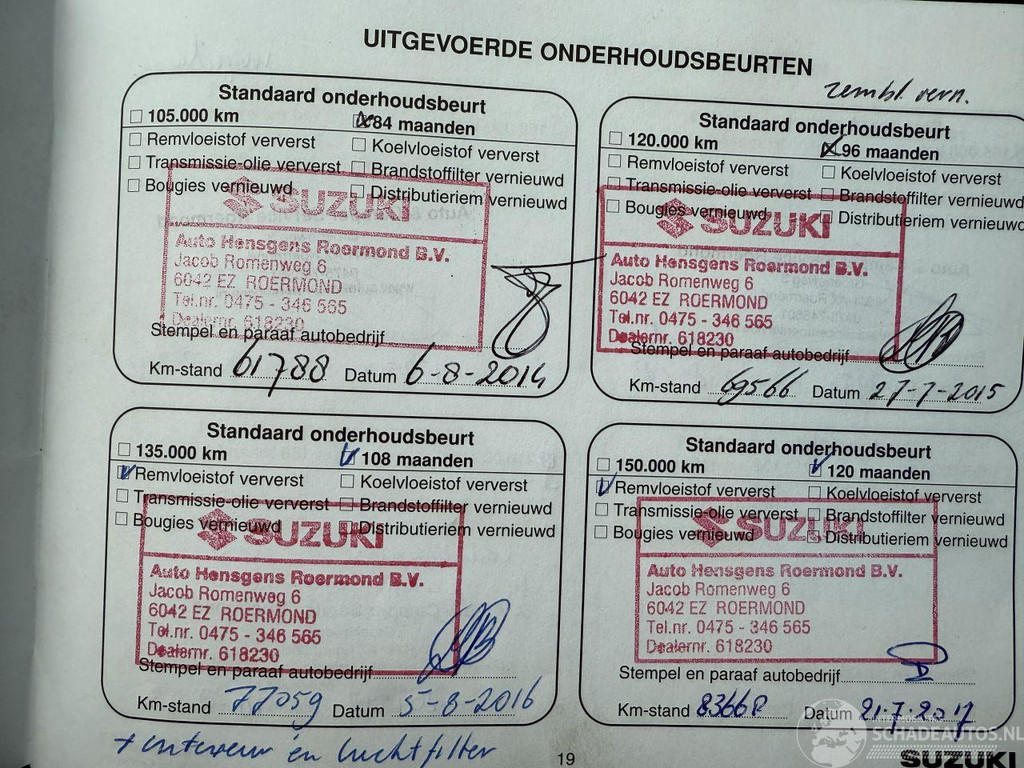 UITGEVOERDE ONDERHOUDSBEURTEN
Standaard onderhoudsbeurt
105.000 km 84 maanden
Remvloeistof ververst Koelvloeistof ververst
Transmissie-olie ververst Brandstoffilter vernieuwd
Bougies vernieuwd Distributieriem vernieuwd
SUZUKI
Auto Hensgens Roermond B.V.
Jacob Romenweg 6
6042 EZ ROERMOND
Tel.nr. 0475 - 346 565
Dealernr. 618230
Stempel en paraaf autobedrijf
Km-stand 61788 Datum 6-8-2014
rembl. vern.
Standaard onderhoudsbeurt
120.000 km 96 maanden
Remvloeistof ververst Koelvloeistof ververst
Transmissie-olie ververst Brandstoffilter vernieuwd
Bougies vernieuwd Distributieriem vernieuwd
SUZUKI
Auto Hensgens Roermond B.V.
Jacob Romenweg 6
6042 EZ ROERMOND
Tel.nr. 0475 - 346 565
Dealernr. 618230
Stempel en paraaf autobedrijf
Km-stand 69566 Datum 27-7-2015
Standaard onderhoudsbeurt
135.000 km 108 maanden
Remvloeistof ververst Koelvloeistof ververst
Transmissie-olie ververst Brandstoffilter vernieuwd
Bougies vernieuwd Distributieriem vernieuwd
SUZUKI
Auto Hensgens Roermond B.V.
Jacob Romenweg 6
6042 EZ ROERMOND
Tel.nr. 0475 - 346 565
Dealernr. 618230
Stempel en paraaf autobedrijf
Km-stand 77059 Datum 5-8-2016
+ interieur en luchtfilter
Standaard onderhoudsbeurt
150.000 km 120 maanden
Remvloeistof ververst Koelvloeistof ververst
Transmissie-olie ververst Brandstoffilter vernieuwd
Bougies vernieuwd Distributieriem vernieuwd
SUZUKI
Auto Hensgens Roermond B.V.
Jacob Romenweg 6
6042 EZ ROERMOND
Tel.nr. 0475 - 346 565
Dealernr. 618230
Stempel en paraaf autobedrijf
Km-stand 83668 Datum 21-7-2017
SCHADEAUTOS.NL
19
SUZUKI